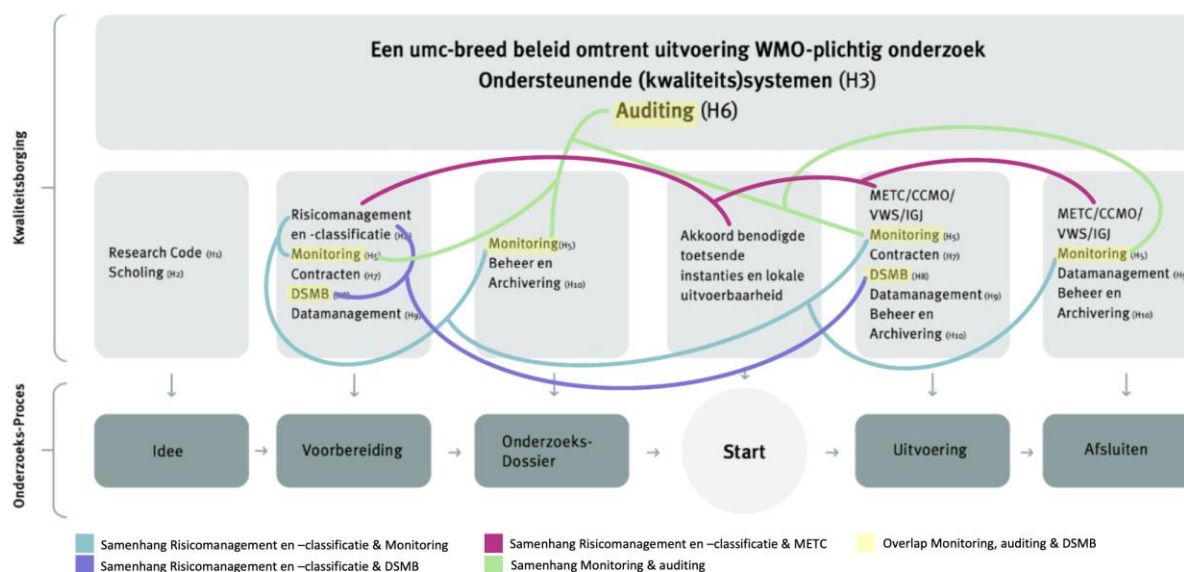 Een umc-breed beleid omtrent uitvoering WMO-plichtig onderzoek
Ondersteunende (kwaliteits)systemen (H3)
Auditing (H6)
Kwaliteitsborging
Research Code (H1)
Scholing (H2)
Risicomanagement
en -classificatie
Monitoring (H5)
Contracten (H7)
DSMB (H8)
Datamanagement (H9)
Monitoring (H5)
Beheer en
Archivering (H10)
Akkoord benodigde
toetsende
instanties en lokale
uitvoerbaarheid
METC/CCMO/
VWS/IGJ
Monitoring (H5)
Contracten (H7)
DSMB (H8)
Datamanagement (H9)
Beheer en
Archivering (H10)
METC/CCMO/
VWS/IGJ
Monitoring (H5)
Datamanagement (H9
Beheer en
Archivering (H10)
Onderzoeks-Proces
Idee
Voorbereiding
Onderzoeks-
Dossier
Start
Uitvoering
Afsluiten
Samenhang Risicomanagement en –classificatie & Monitoring
Samenhang Risicomanagement en –classificatie & DSMB
Samenhang Risicomanagement en –classificatie & METC
Samenhang Monitoring & auditing
Overlap Monitoring, auditing & DSMB